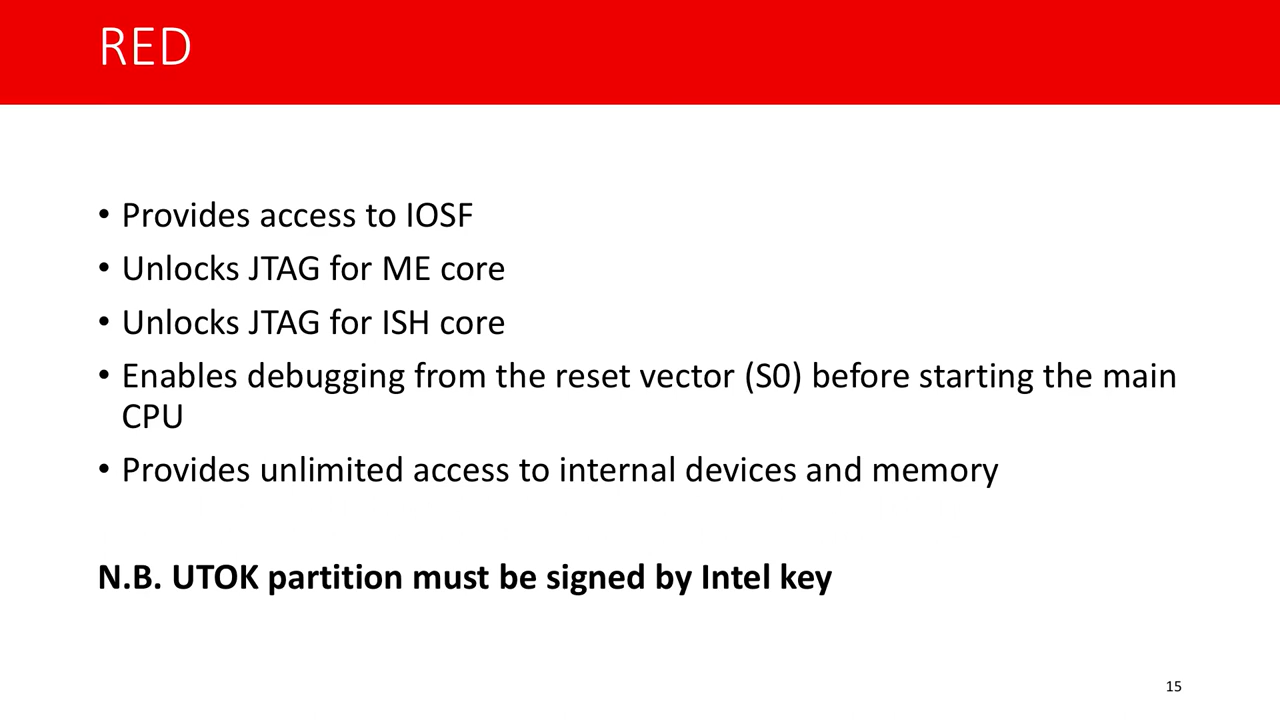 RED
• Provides access to IOSF
• Unlocks JTAG for ME core
• Unlocks JTAG for ISH core
• Enables debugging from the reset vector (S0) before starting the main
CPU
• Provides unlimited access to internal devices and memory
N.B. UTOK partition must be signed by Intel key
15